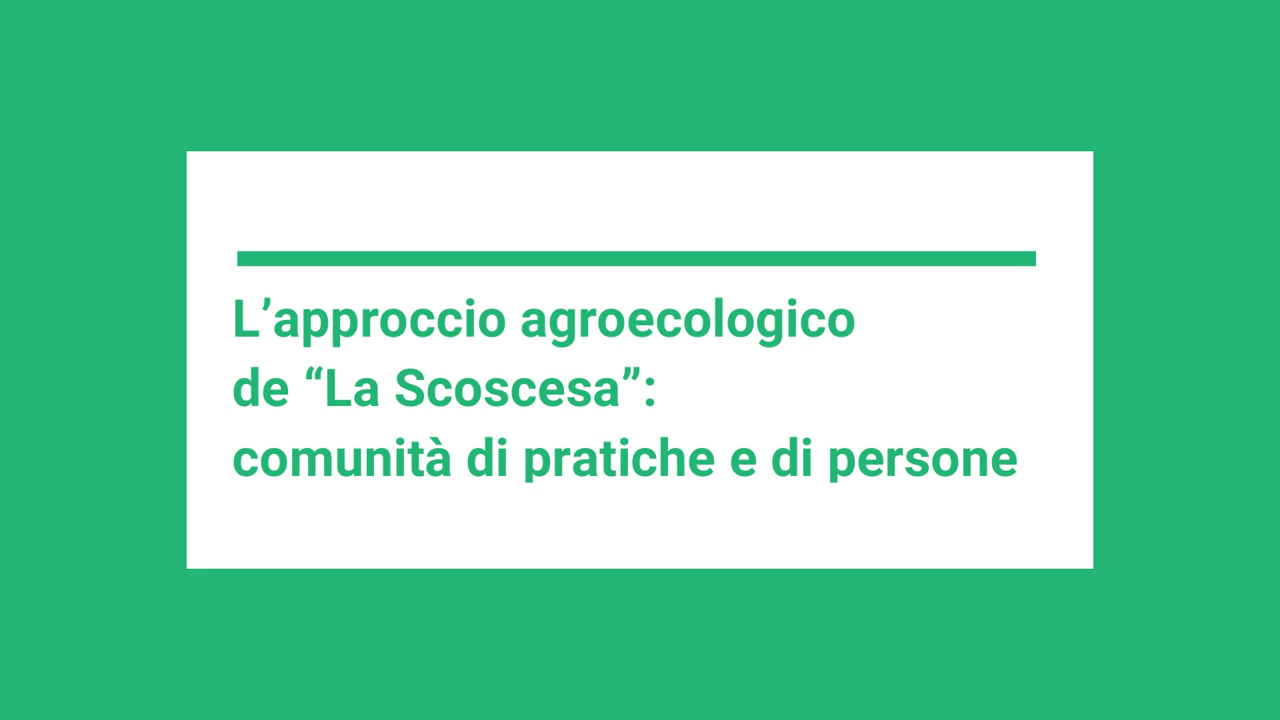 L’approccio agroecologico
de “La Scoscesa”:
comunità di pratiche e di persone